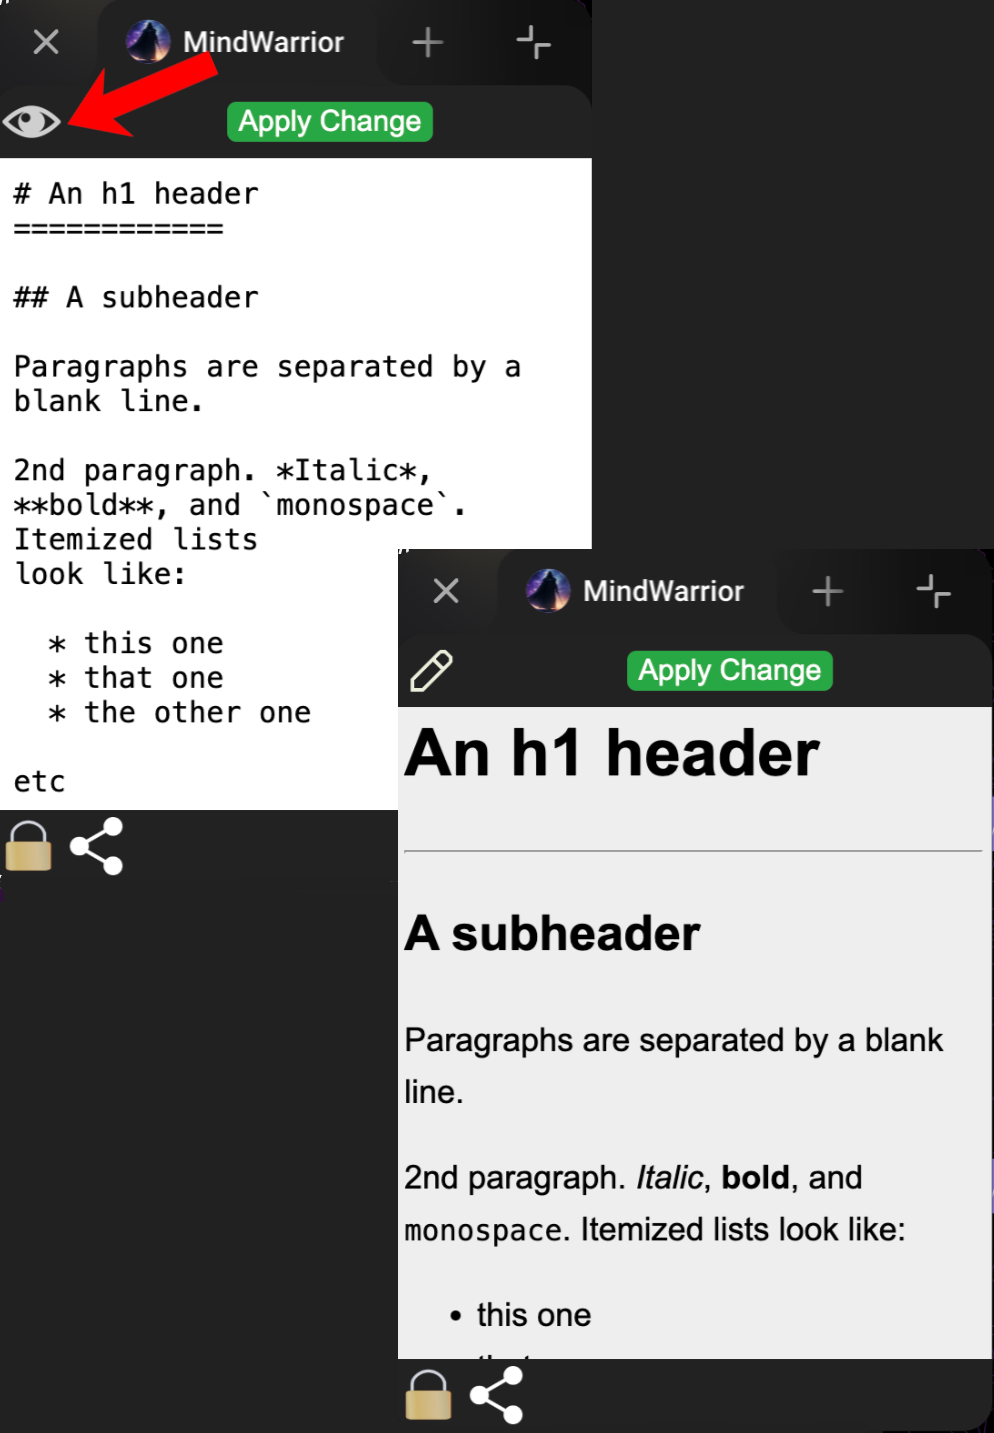 MindWarrior
Apply Change
# An h1 header
============
## A subheader
Paragraphs are separated by a
blank line.
2nd paragraph. *Italic*,
**bold**, and `monospace`.
Itemized lists
look like:
* this one
* that one
* the other one
etc
MindWarrior
Apply Change
An h1 header
A subheader
Paragraphs are separated by a blank
line.
2nd paragraph. Italic, bold, and
monospace. Itemized lists look like:
• this one